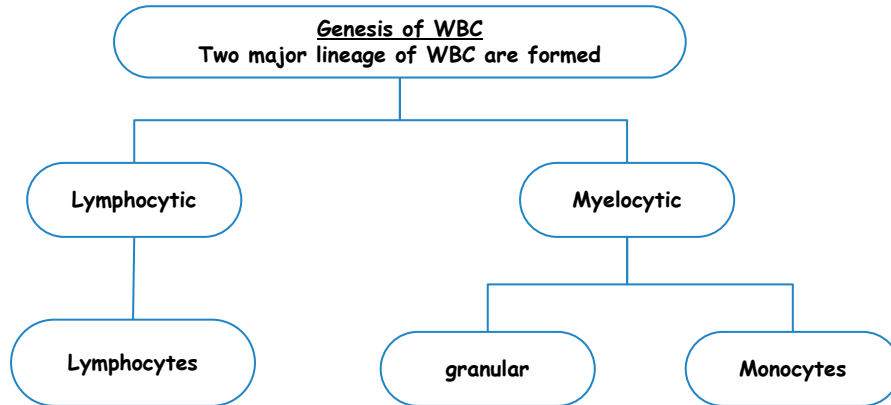 Genesis of WBC
Two major lineage of WBC are formed
Lymphocytic
Myelocytic
Lymphocytes
granular
Monocytes